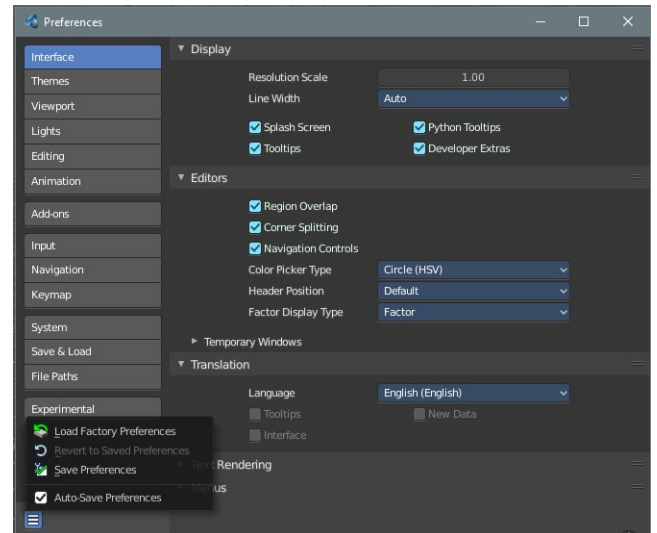 Preferences
Interface
Themes
Viewport
Lights
Editing
Animation
Add-ons
Input
Navigation
Keymap
System
Save & Load
File Paths
Experimental
Load Factory Preferences
Revert to Saved Preferences
Save Preferences
Auto-Save Preferences
Display
Resolution Scale 1.00
Line Width Auto
Splash Screen Python Tooltips
Tooltips Developer Extras
Editors
Region Overlap
Corner Splitting
Navigation Controls
Color Picker Type Circle (HSV)
Header Position Default
Factor Display Type Factor
Temporary Windows
Translation
Language English (English)
Tooltips New Data
Interface
Text Rendering
Menus